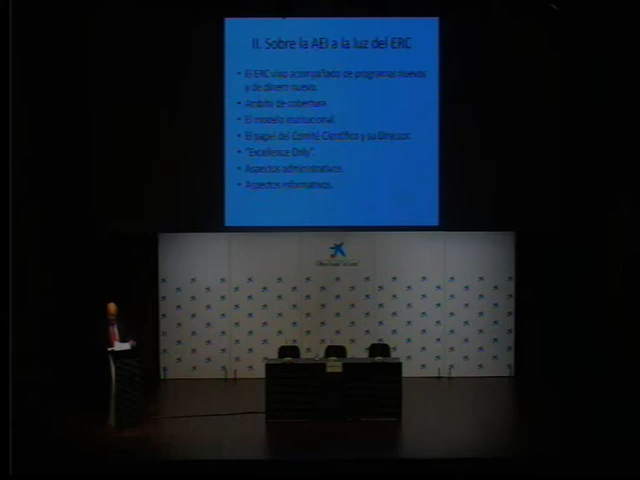 II. Sobre la AEI a la luz del ERC
• El ERC vino acompañado de programas nuevos
y de dinero nuevo.
• Ambito de cobertura
• El modelo institucional.
• El papel del Comité Científico y su Director.
• "Excellence Only".
• Aspectos administrativos.
• Aspectos informativos.